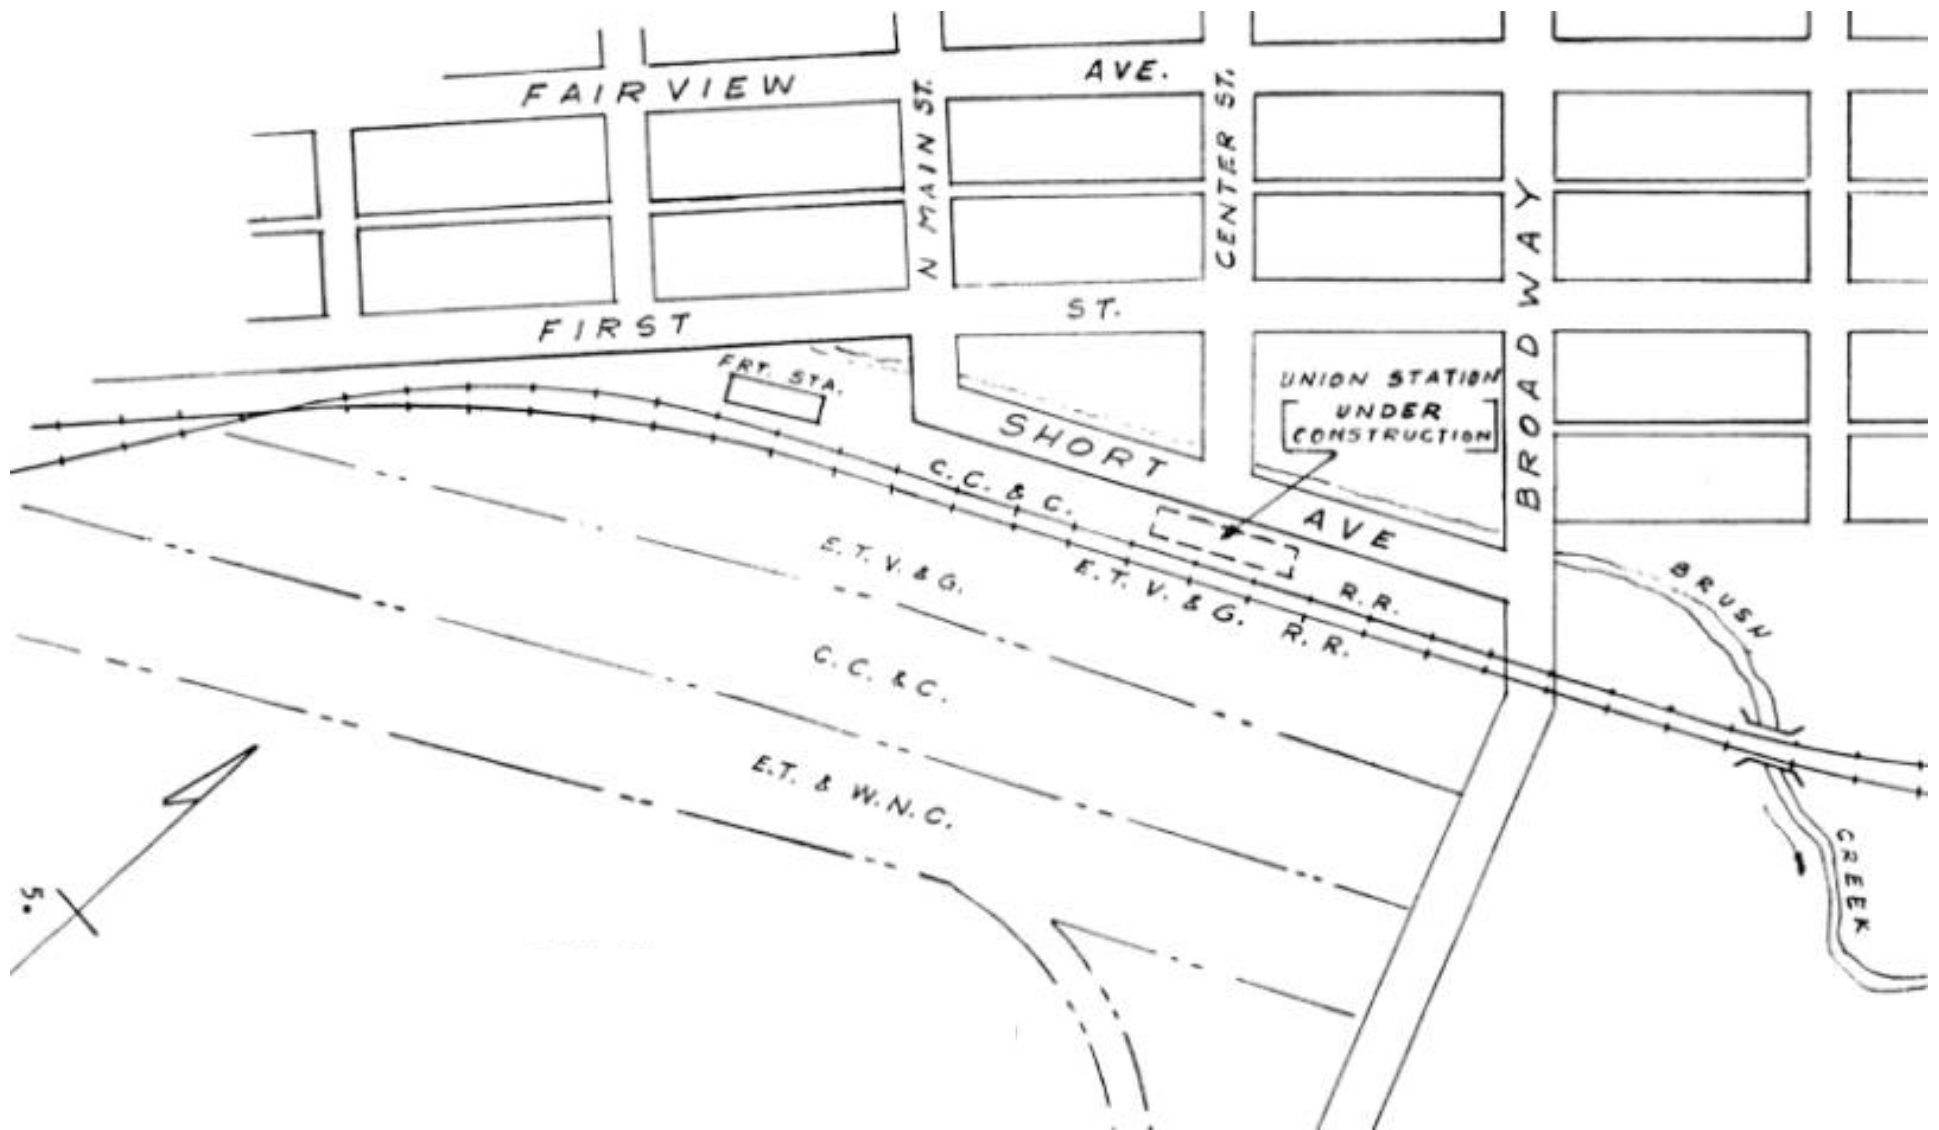 FAIRVIEW AVE.
N MAIN ST.
CENTER ST.
BROADWAY
FIRST ST.
FRT. STA.
UNION STATION
UNDER
CONSTRUCTION
SHORT AVE
C.C. & C. R.R.
E.T. V. & G. R.R.
BRUSH CREEK
E.T. V. & G.
C.C. & C.
E.T. & W.N.C.
5.